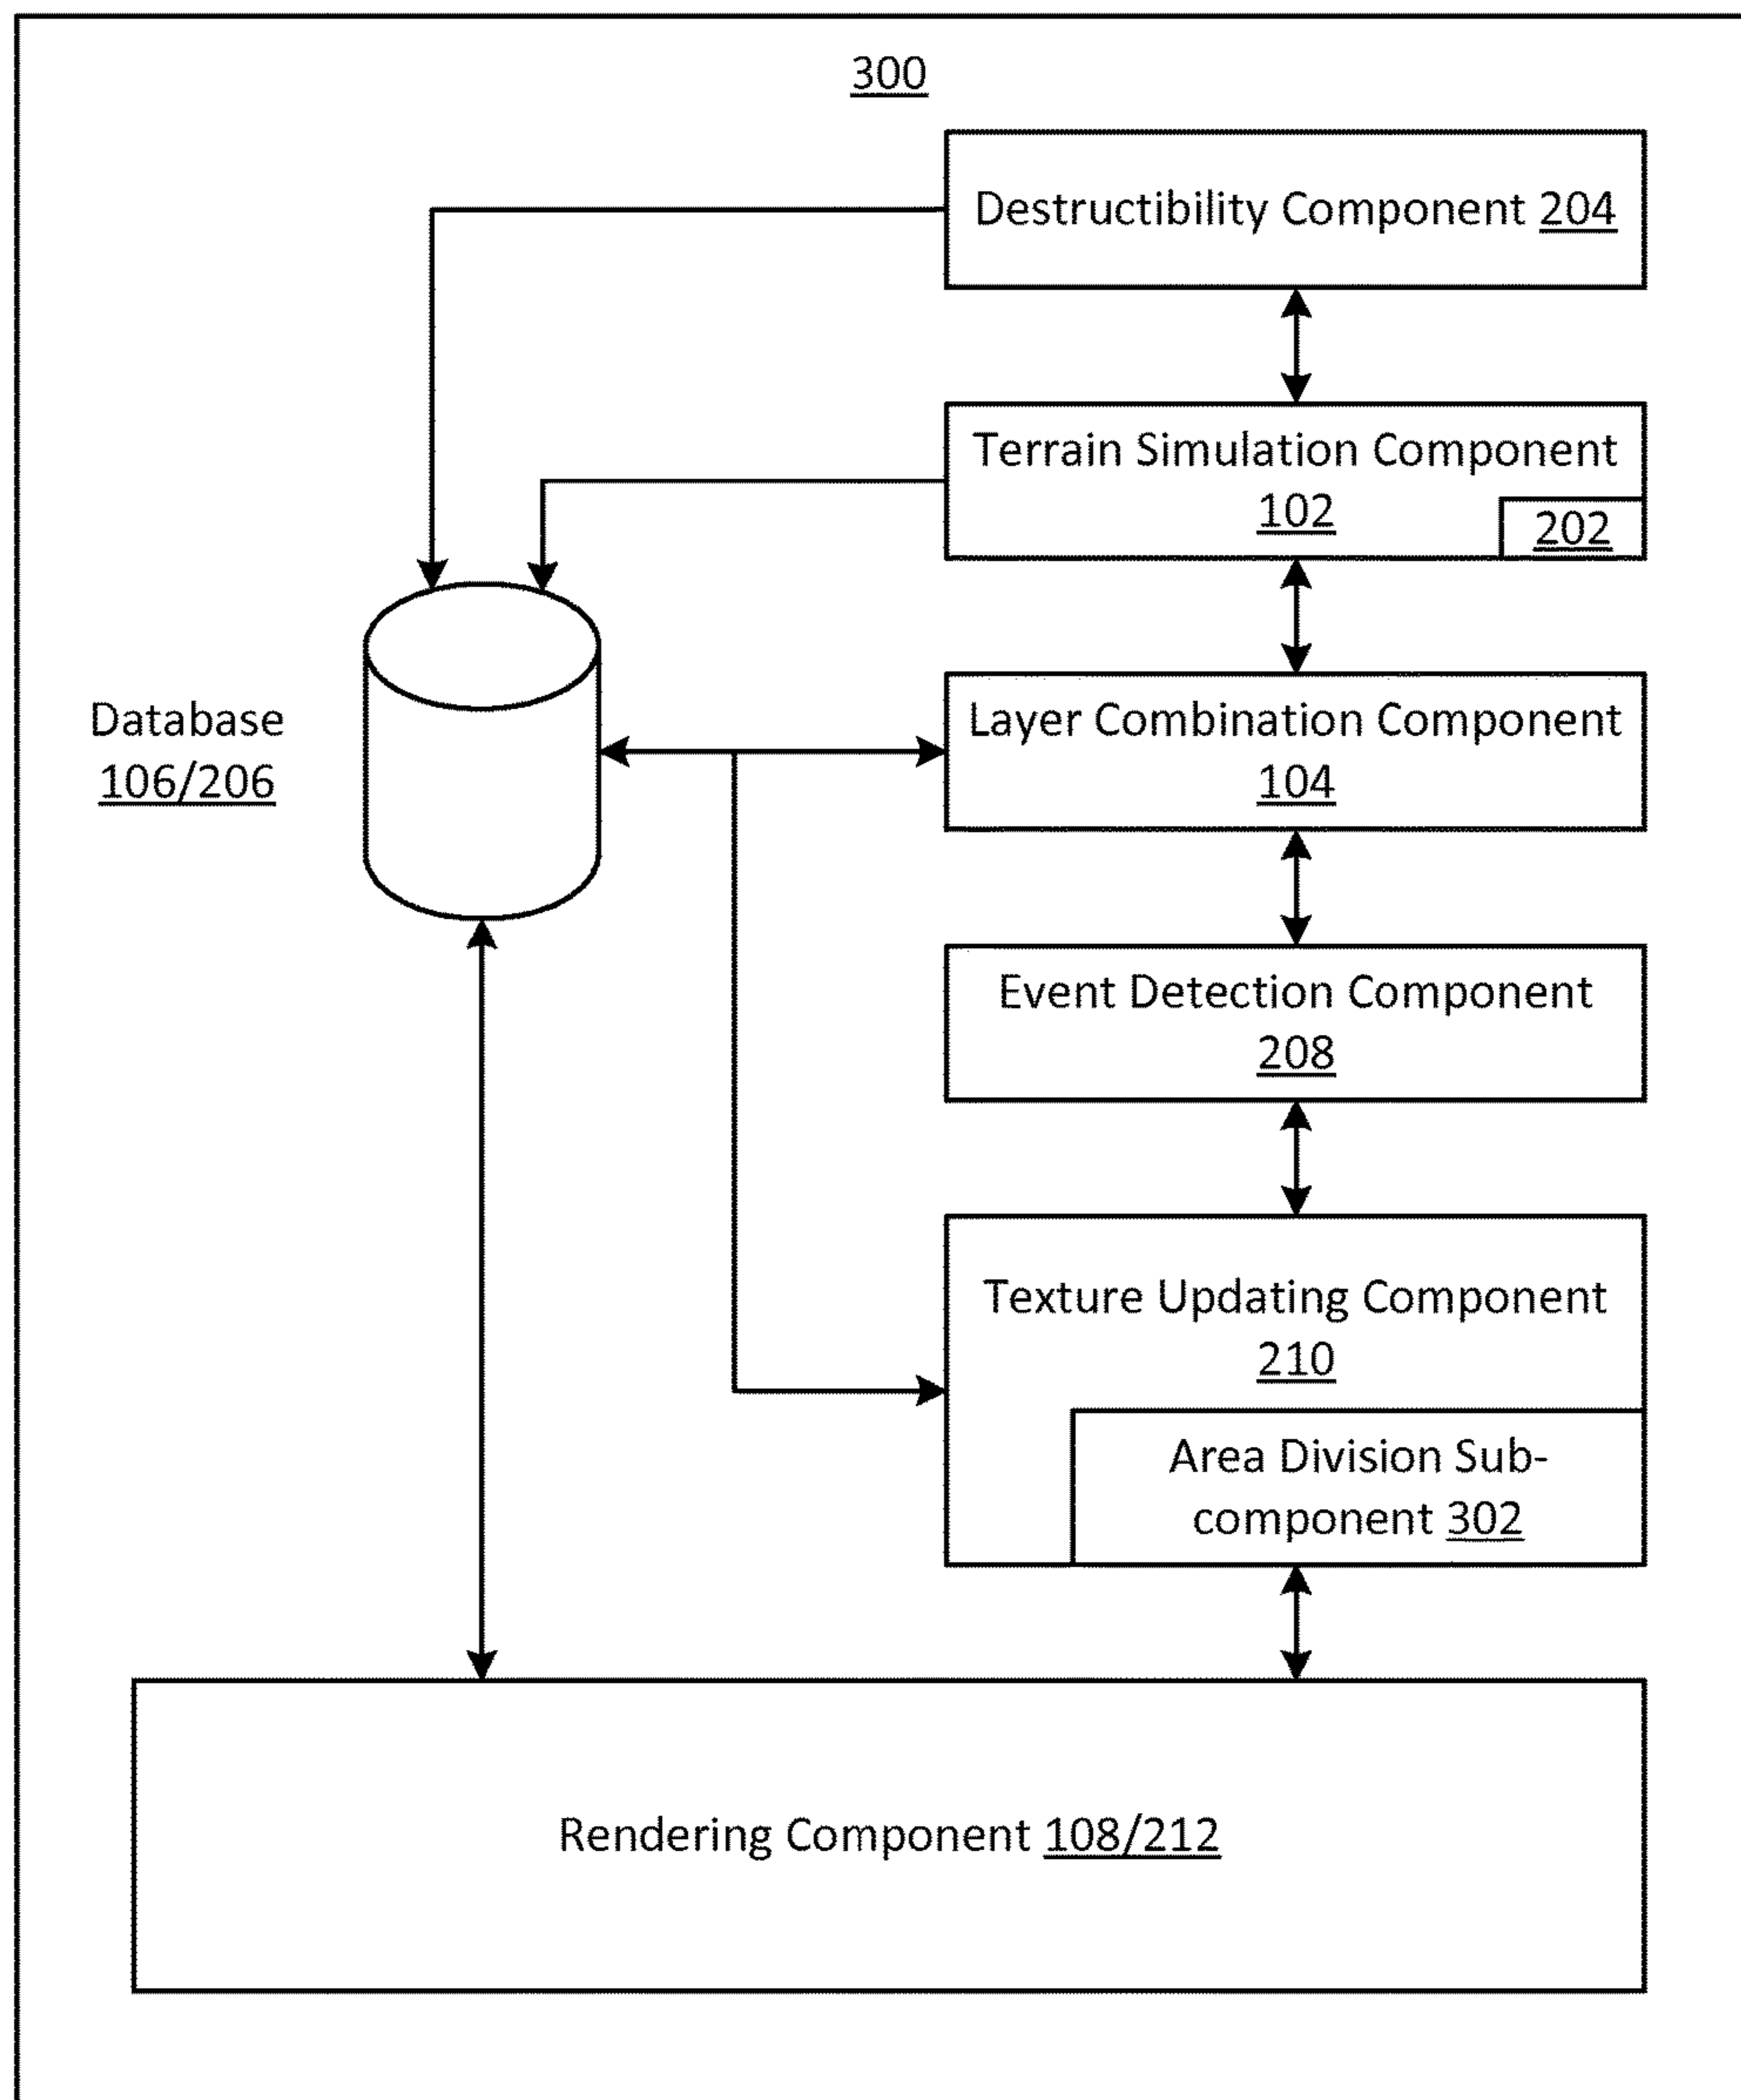 300
Destructibility Component 204
Terrain Simulation Component
102
202
Database
106/206
Layer Combination Component
104
Event Detection Component
208
Texture Updating Component
210
Area Division Sub-
component 302
Rendering Component 108/212